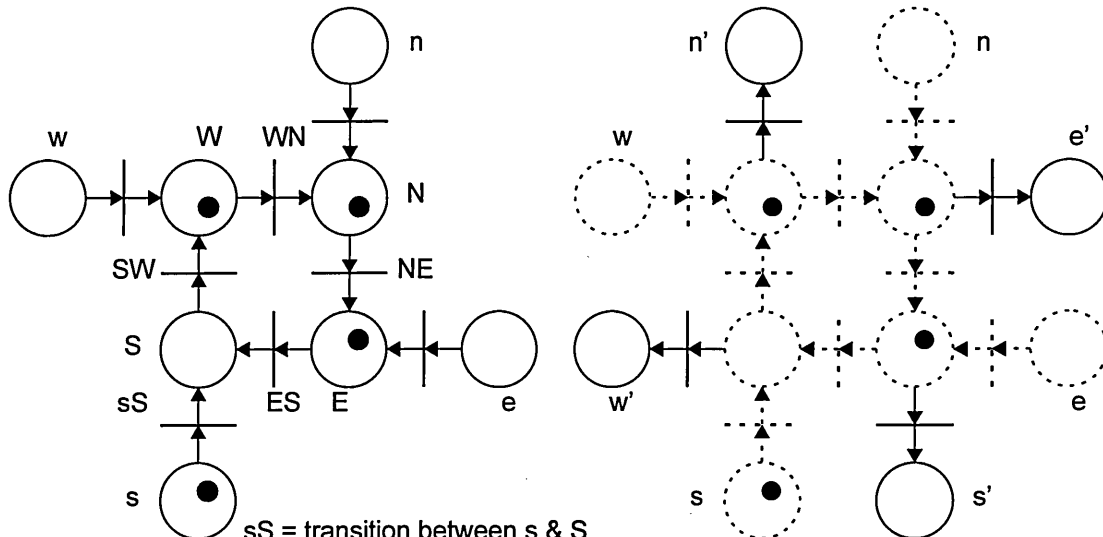 n
n'
n
w
W
WN
w
e'
N
SW
NE
S
sS
ES
E
e
w'
e
s
s
s'
sS = transition between s & S